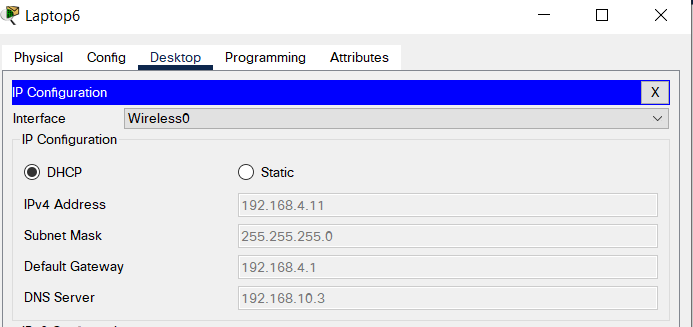 Laptop6
Physical Config Desktop Programming Attributes
IP Configuration X
Interface Wireless0
IP Configuration
DHCP Static
IPv4 Address 192.168.4.11
Subnet Mask 255.255.255.0
Default Gateway 192.168.4.1
DNS Server 192.168.10.3